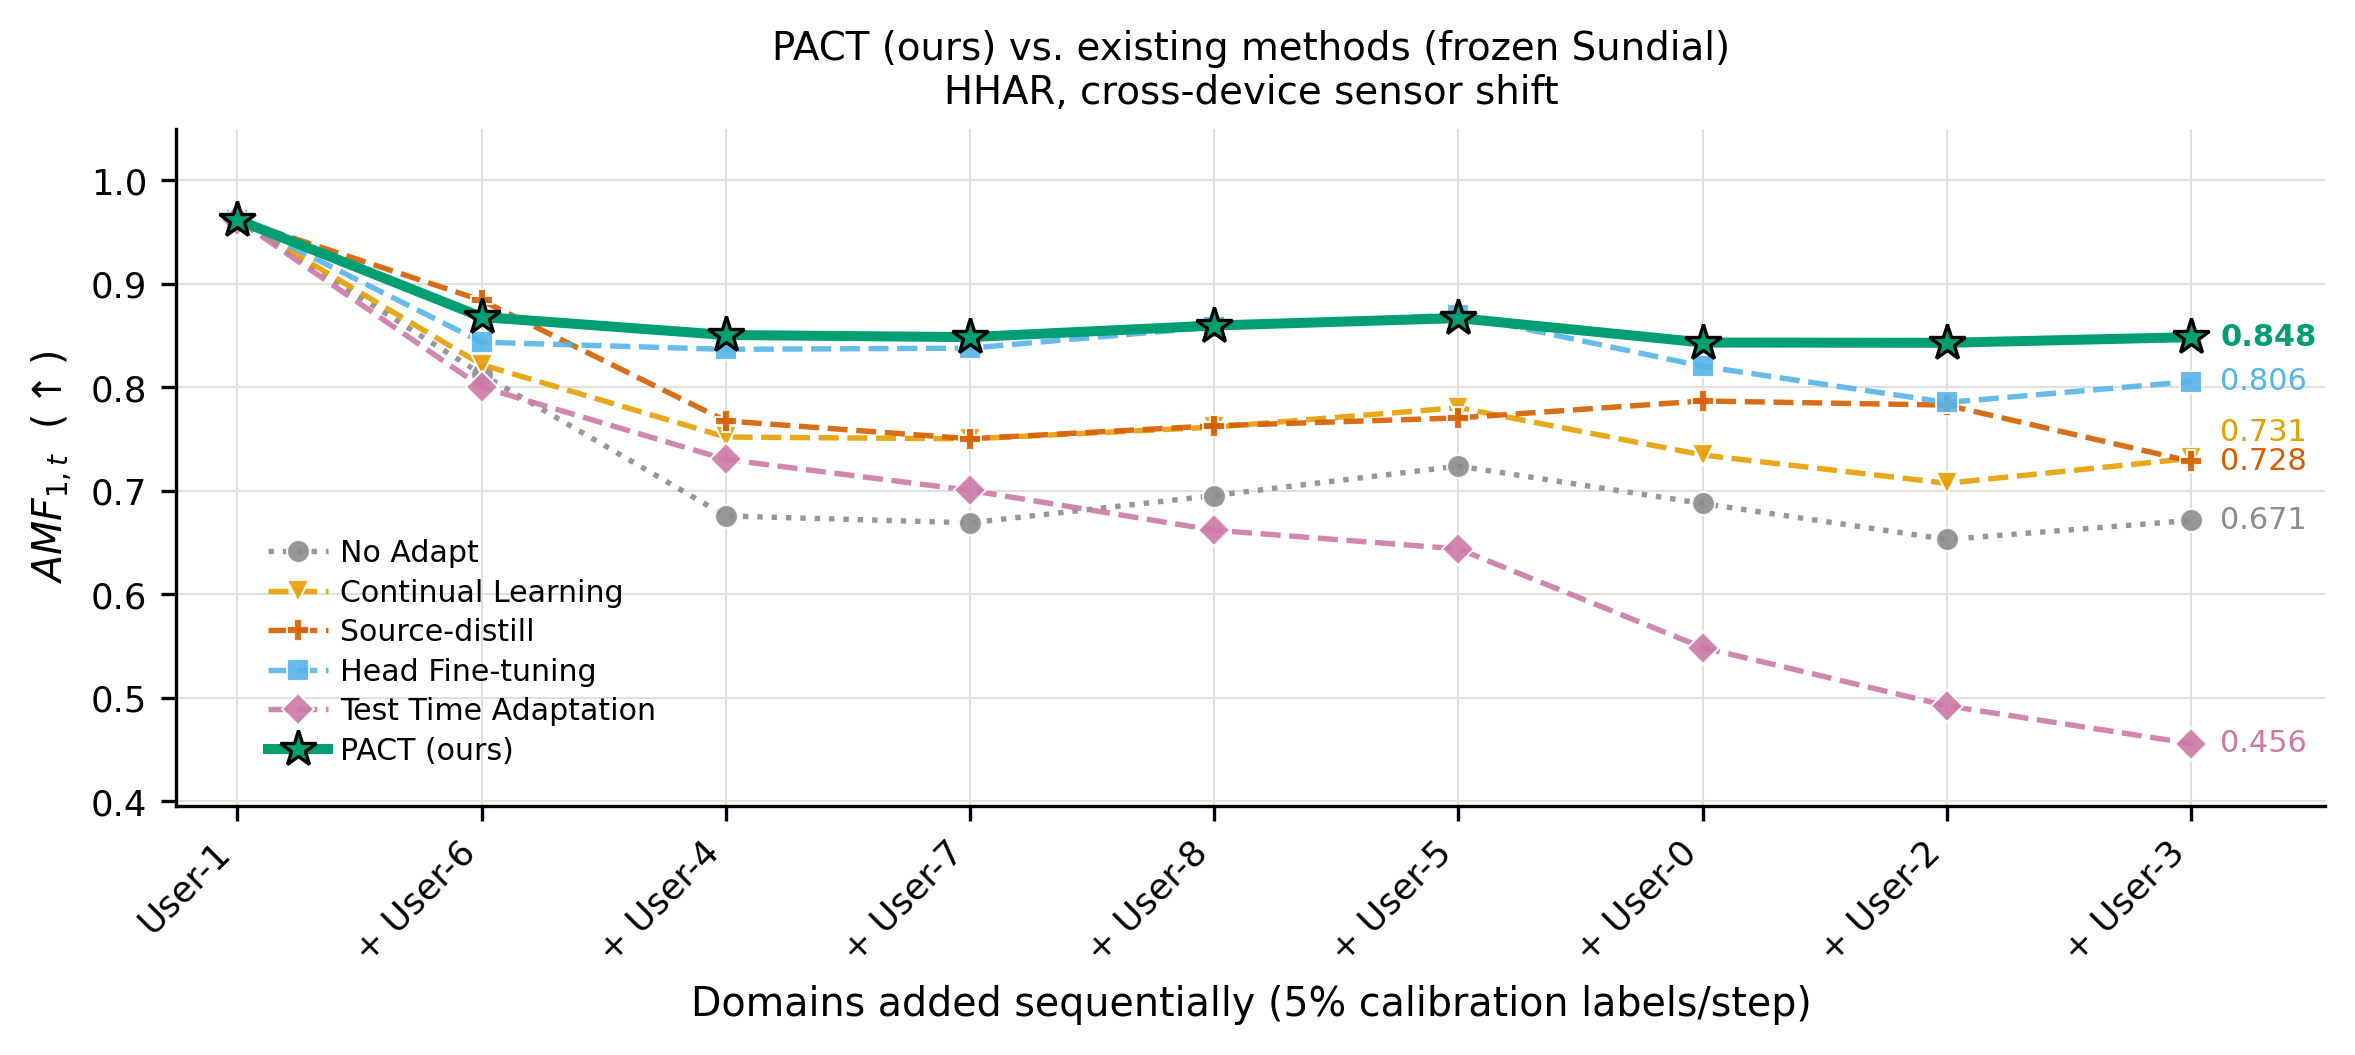 PACT (ours) vs. existing methods (frozen Sundial)
HHAR, cross-device sensor shift
AMF1,t (↑)
1.0
0.9
0.8
0.7
0.6
0.5
0.4
No Adapt
Continual Learning
Source-distill
Head Fine-tuning
Test Time Adaptation
PACT (ours)
0.848
0.806
0.731
0.728
0.671
0.456
User-1
+ User-6
+ User-4
+ User-7
+ User-8
+ User-5
+ User-0
+ User-2
+ User-3
Domains added sequentially (5% calibration labels/step)